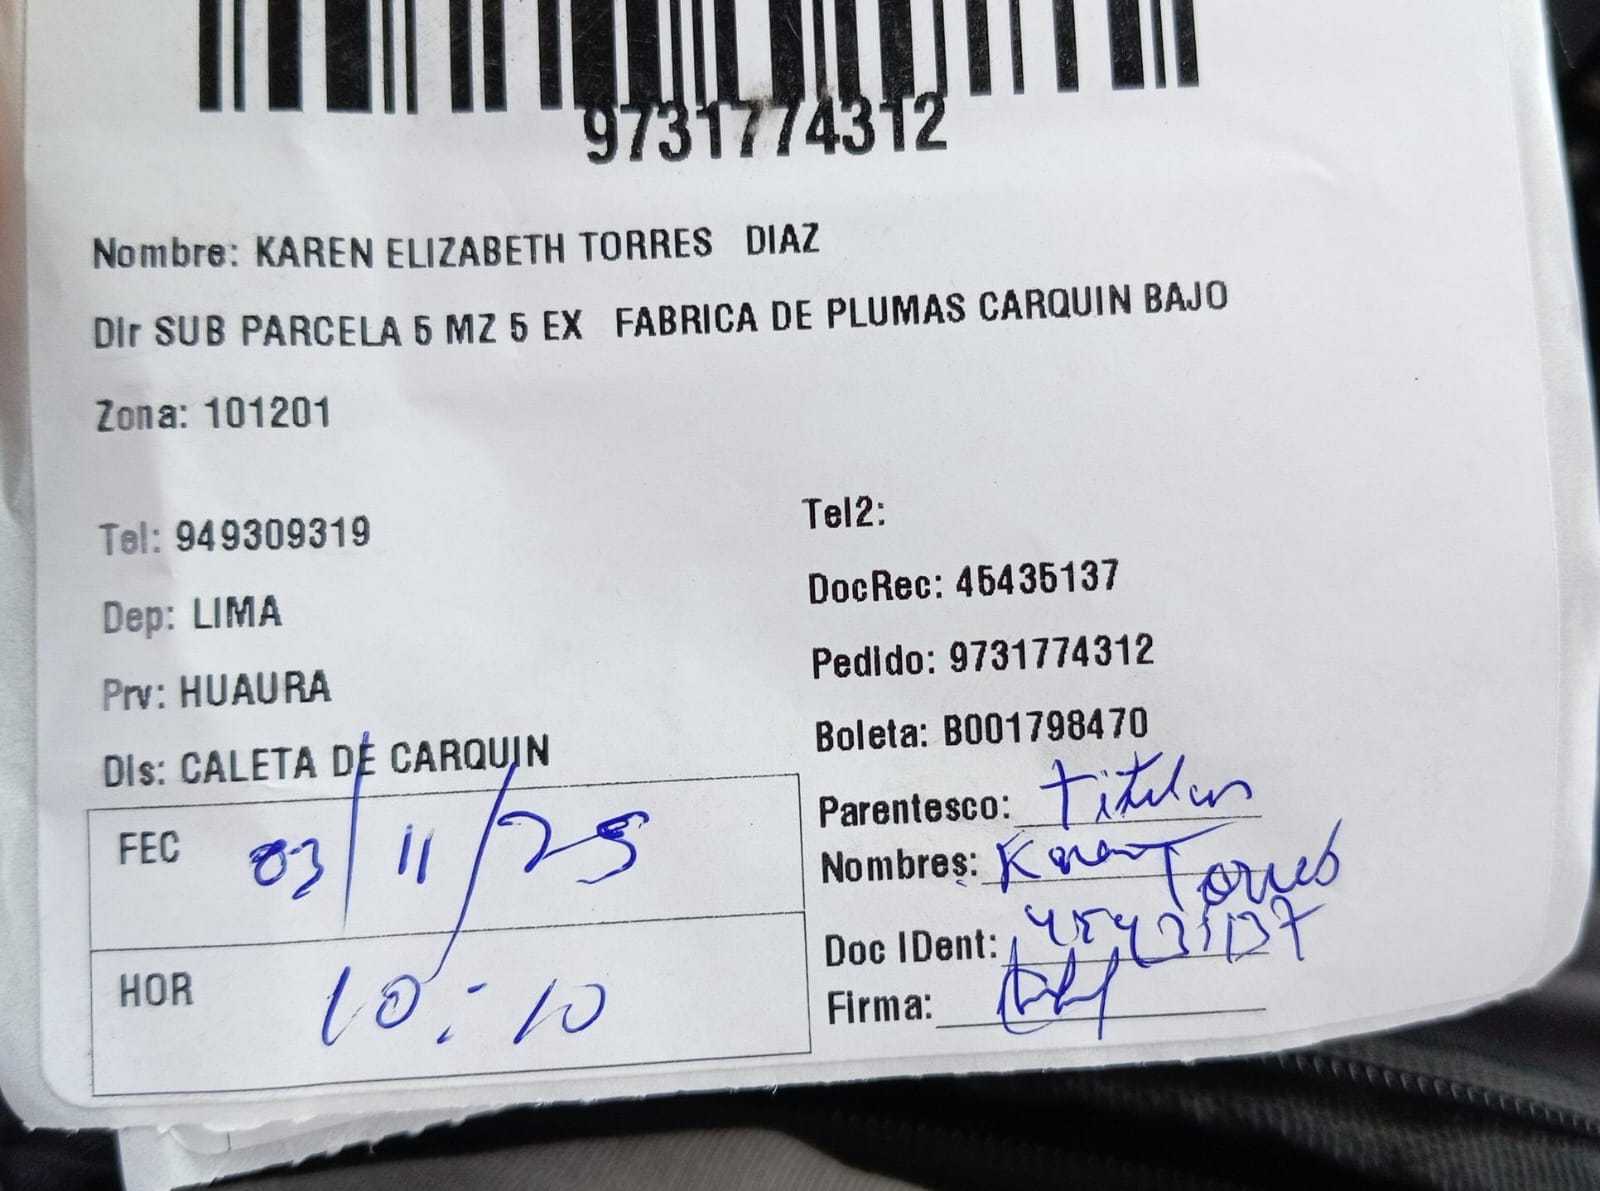 9731774312
Nombre: KAREN ELIZABETH TORRES DIAZ
Dir SUB PARCELA 5 MZ 5 EX FABRICA DE PLUMAS CARQUIN BAJO
Zona: 101201
Tel: 949309319
Tel2:
DocRec: 45435137
Dep: LIMA
Pedido: 9731774312
Prv: HUAURA
Boleta: B001798470
Dis: CALETA DE CARQUIN
Parentesco: Titular
FEC 03/11/25
Nombres: Karen Torres
Doc IDent: 45435137
HOR 10:10
Firma: